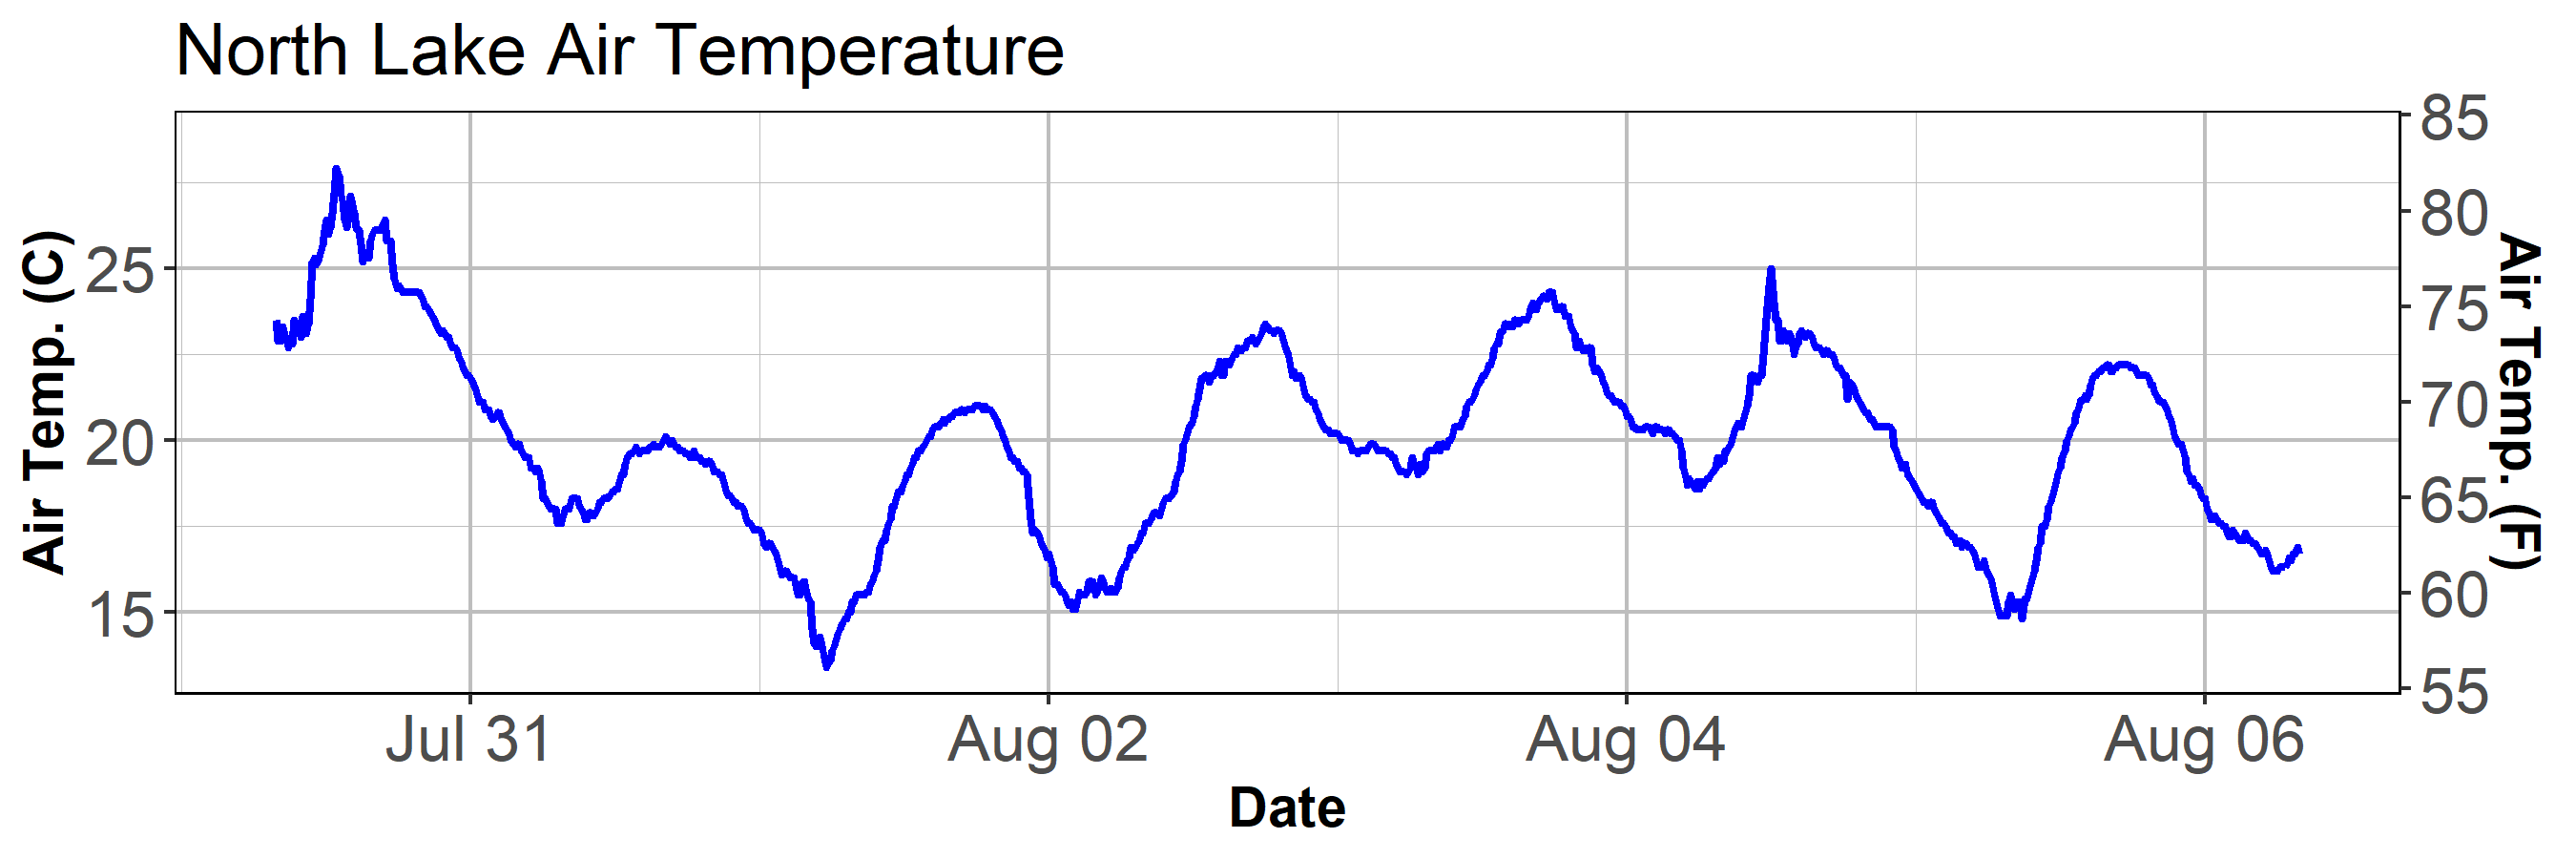 North Lake Air Temperature
Air Temp. (C)
25
20
15
85
80
75
70
65
60
55
Air Temp. (F)
Jul 31
Aug 02
Aug 04
Aug 06
Date